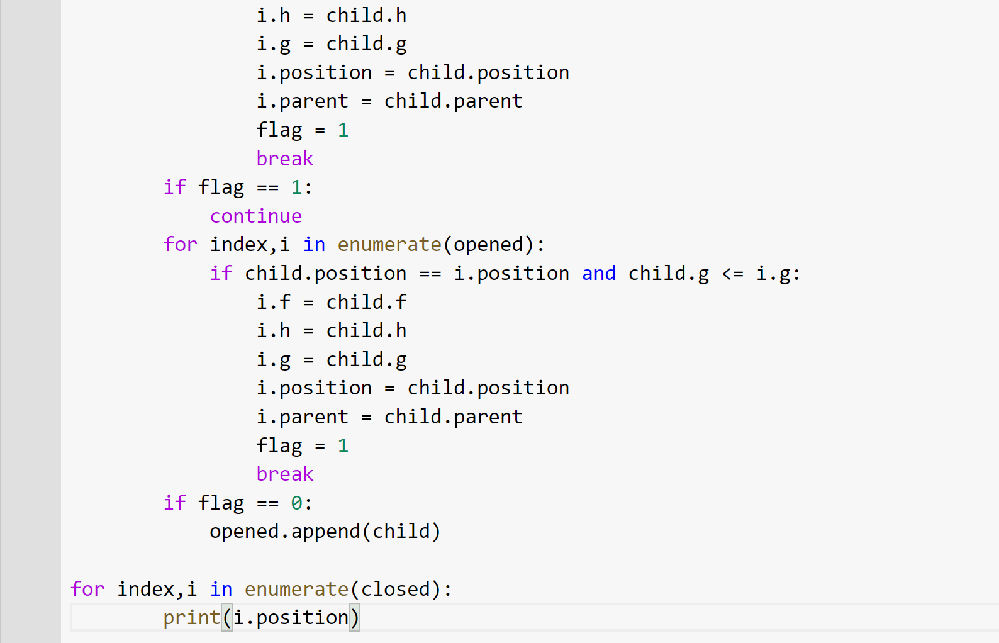 i.h = child.h
                i.g = child.g
                i.position = child.position
                i.parent = child.parent
                flag = 1
                break
        if flag == 1:
            continue
        for index,i in enumerate(opened):
            if child.position == i.position and child.g <= i.g:
                i.f = child.f
                i.h = child.h
                i.g = child.g
                i.position = child.position
                i.parent = child.parent
                flag = 1
                break
        if flag == 0:
            opened.append(child)

for index,i in enumerate(closed):
        print(i.position)